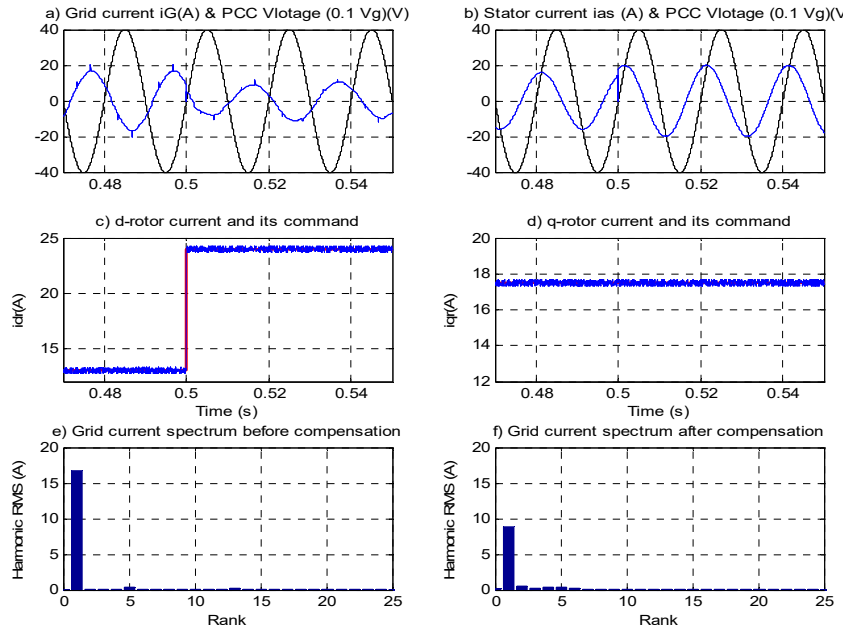 a) Grid current iG(A) & PCC Vlotage (0.1 Vg)(V)
40
20
0
-20
-40
0.48 0.5 0.52 0.54
b) Stator current ias (A) & PCC Vlotage (0.1 Vg)(V
40
20
0
-20
-40
0.48 0.5 0.52 0.54
c) d-rotor current and its command
idr(A)
25
20
15
0.48 0.5 0.52 0.54
Time (s)
d) q-rotor current and its command
iqr(A)
20
18
16
14
12
0.48 0.5 0.52 0.54
Time (s)
e) Grid current spectrum before compensation
Harmonic RMS (A)
20
15
10
5
0
0 5 10 15 20 25
Rank
f) Grid current spectrum after compensation
Harmonic RMS (A)
20
15
10
5
0
0 5 10 15 20 25
Rank